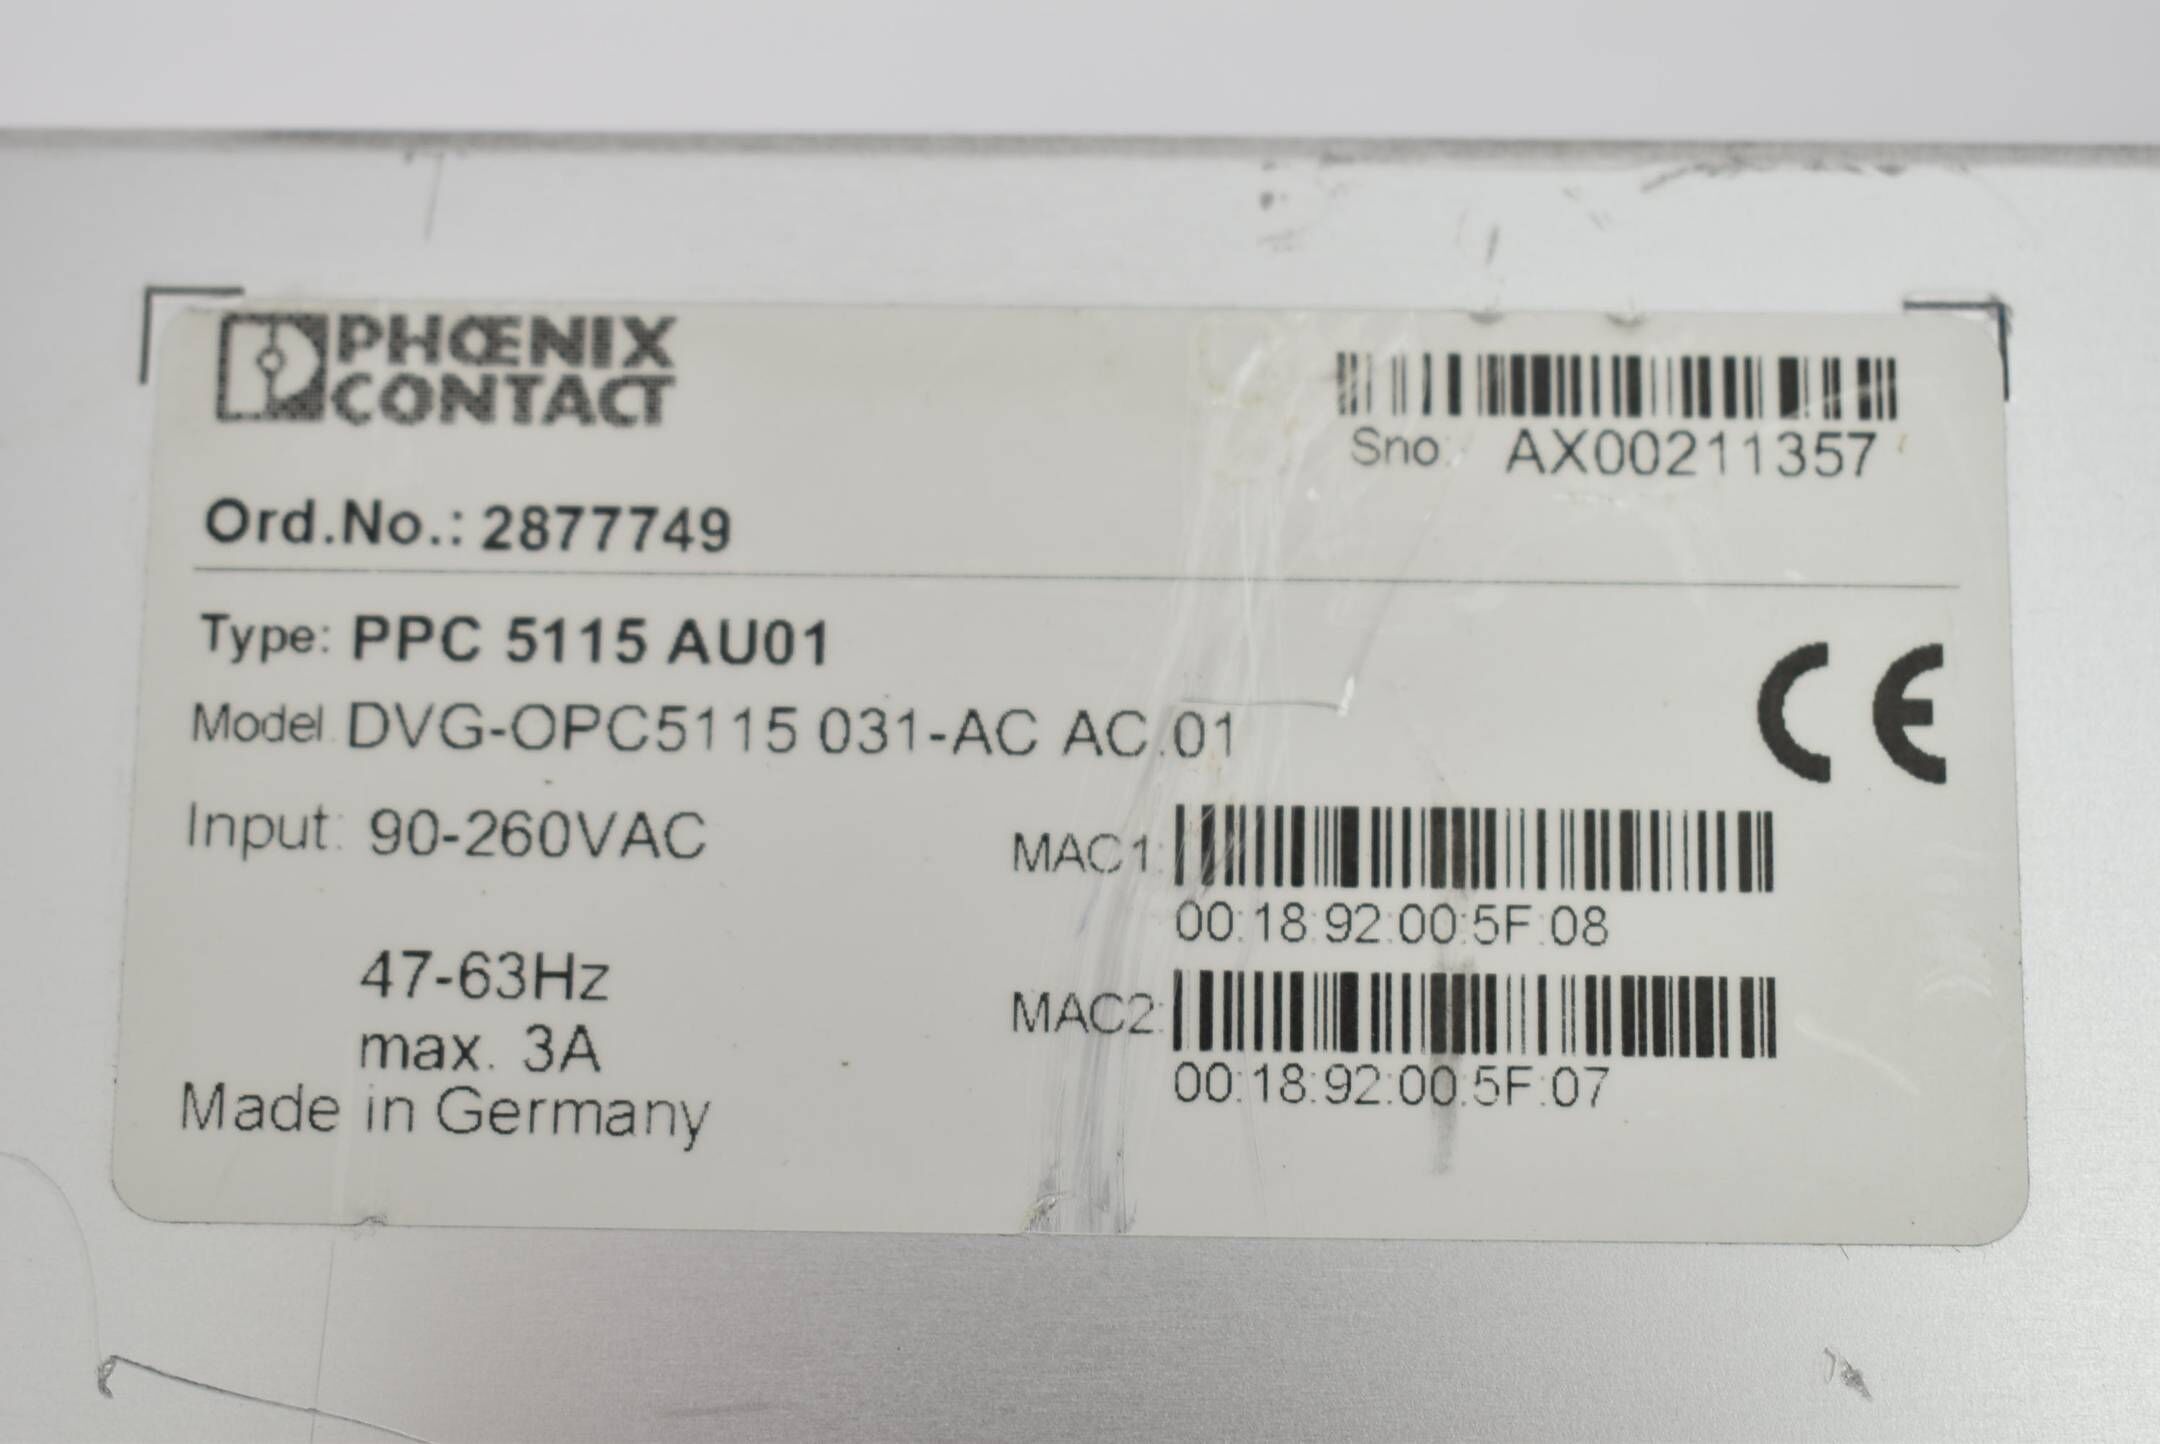 PHŒNIX
CONTACT
Sno.: AX00211357
Ord.No.: 2877749
Type: PPC 5115 AU01
Model: DVG-OPC5115 031-AC AC.01
CE
Input: 90-260VAC
MAC1:
00:18:92:00:5F:08
47-63Hz
MAC2:
max. 3A
00:18:92:00:5F:07
Made in Germany